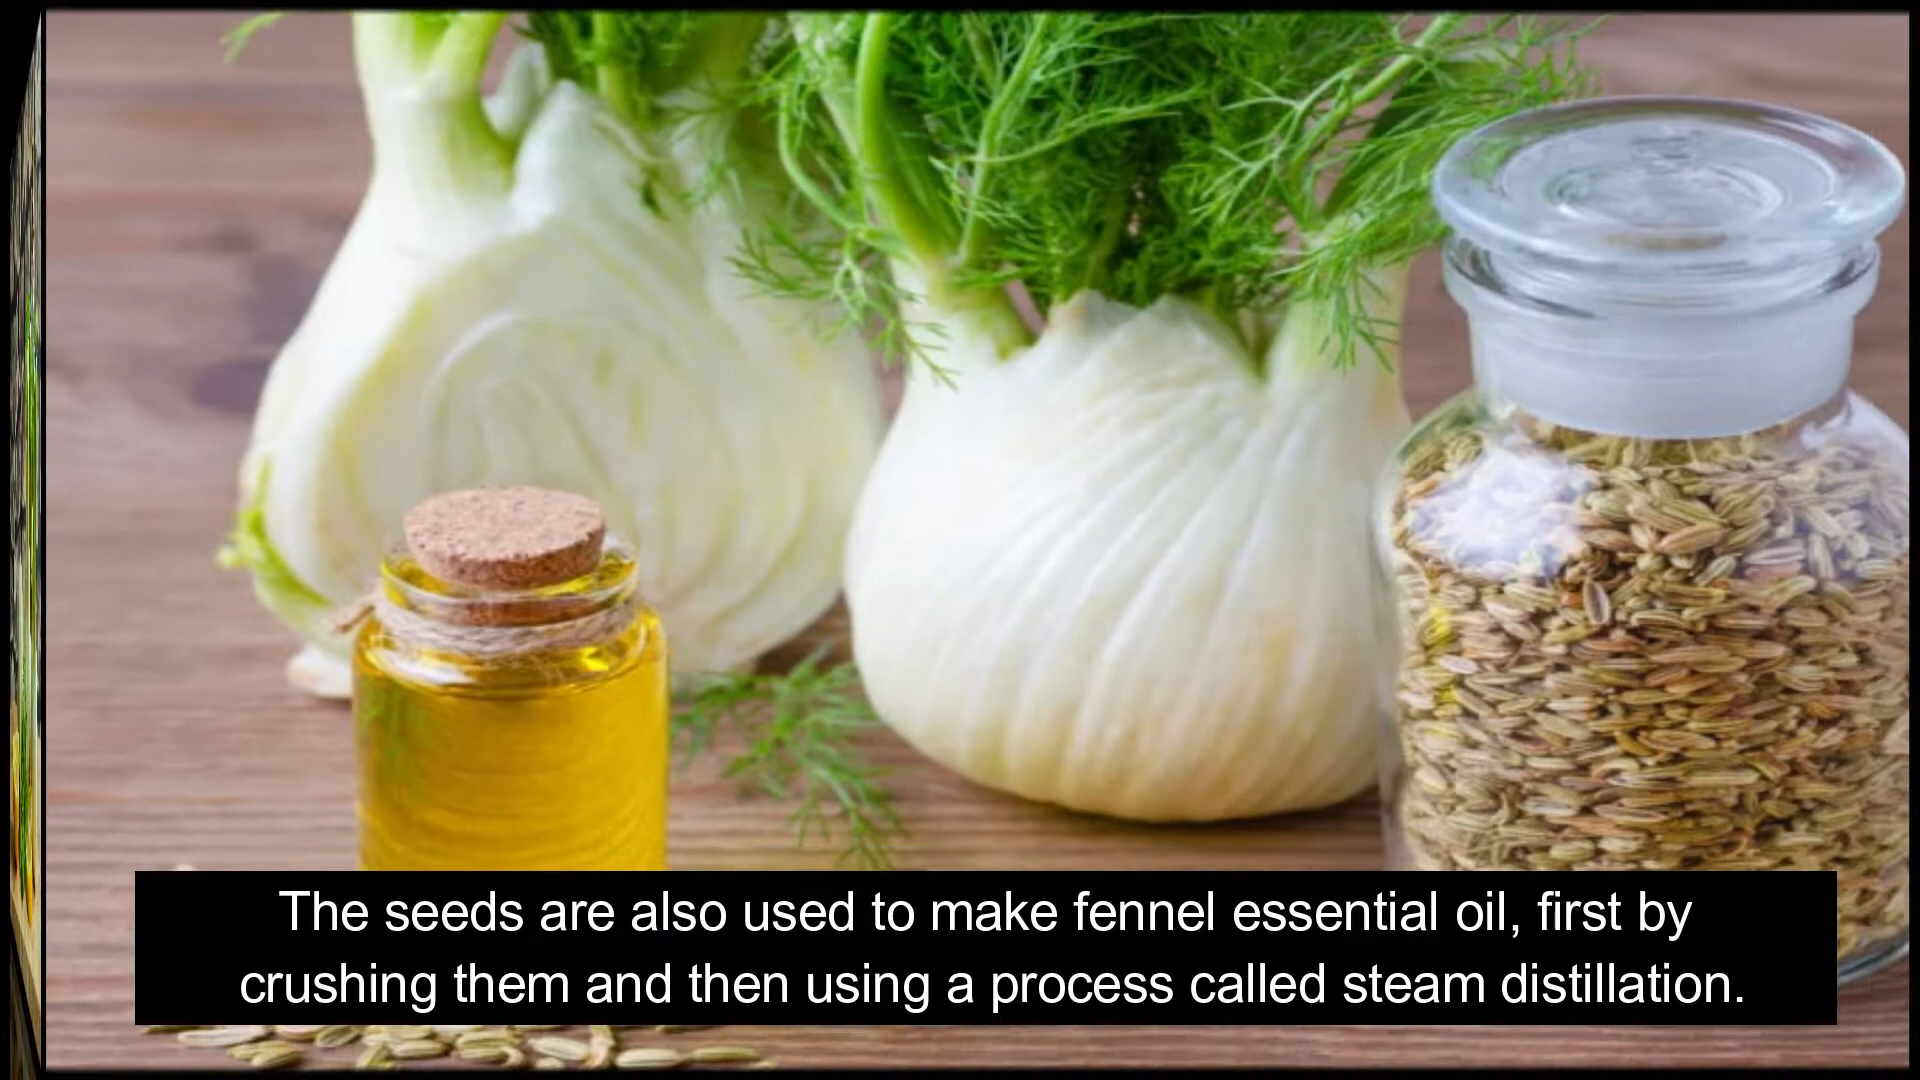 The seeds are also used to make fennel essential oil, first by
crushing them and then using a process called steam distillation.